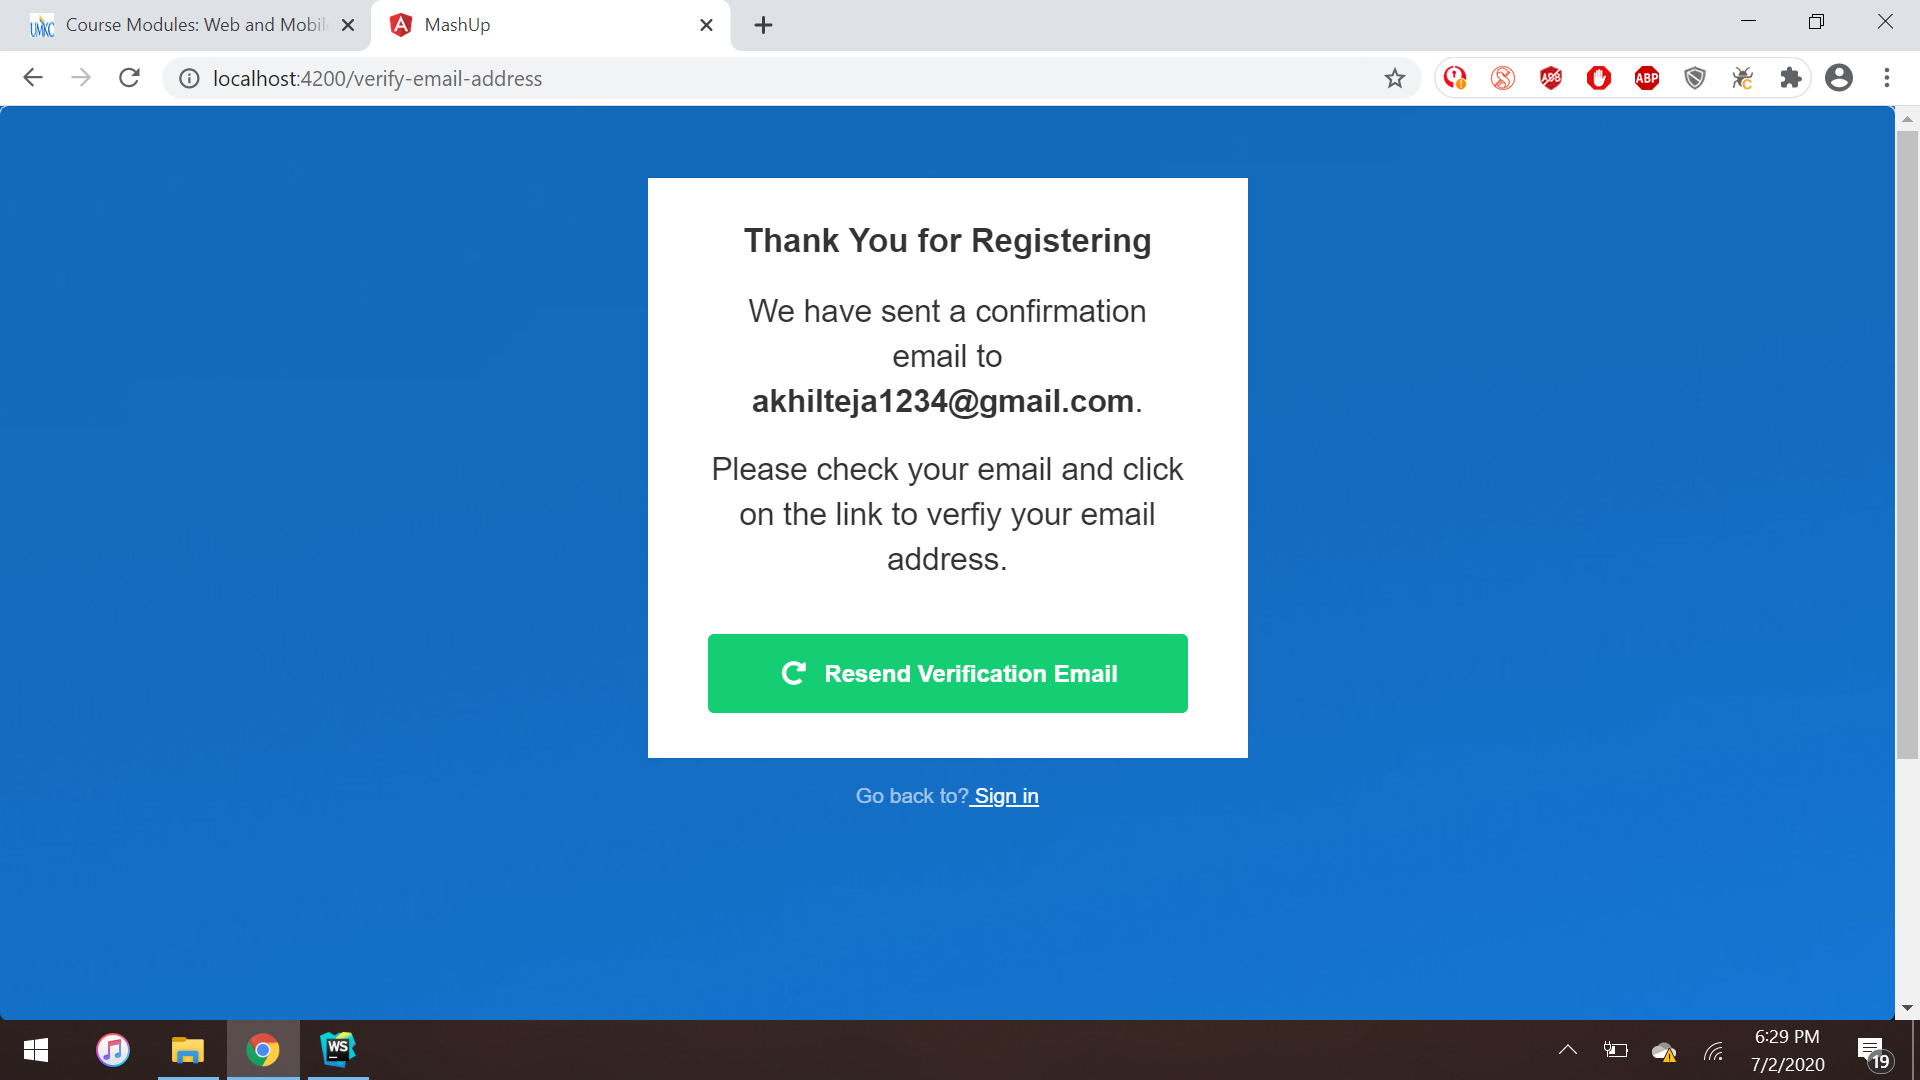 Course Modules: Web and Mobil
MashUp
localhost:4200/verify-email-address
Thank You for Registering
We have sent a confirmation
email to
akhilteja1234@gmail.com.
Please check your email and click
on the link to verfiy your email
address.
Resend Verification Email
Go back to? Sign in
UMKC
ABP
WS
6:29 PM
7/2/2020
19